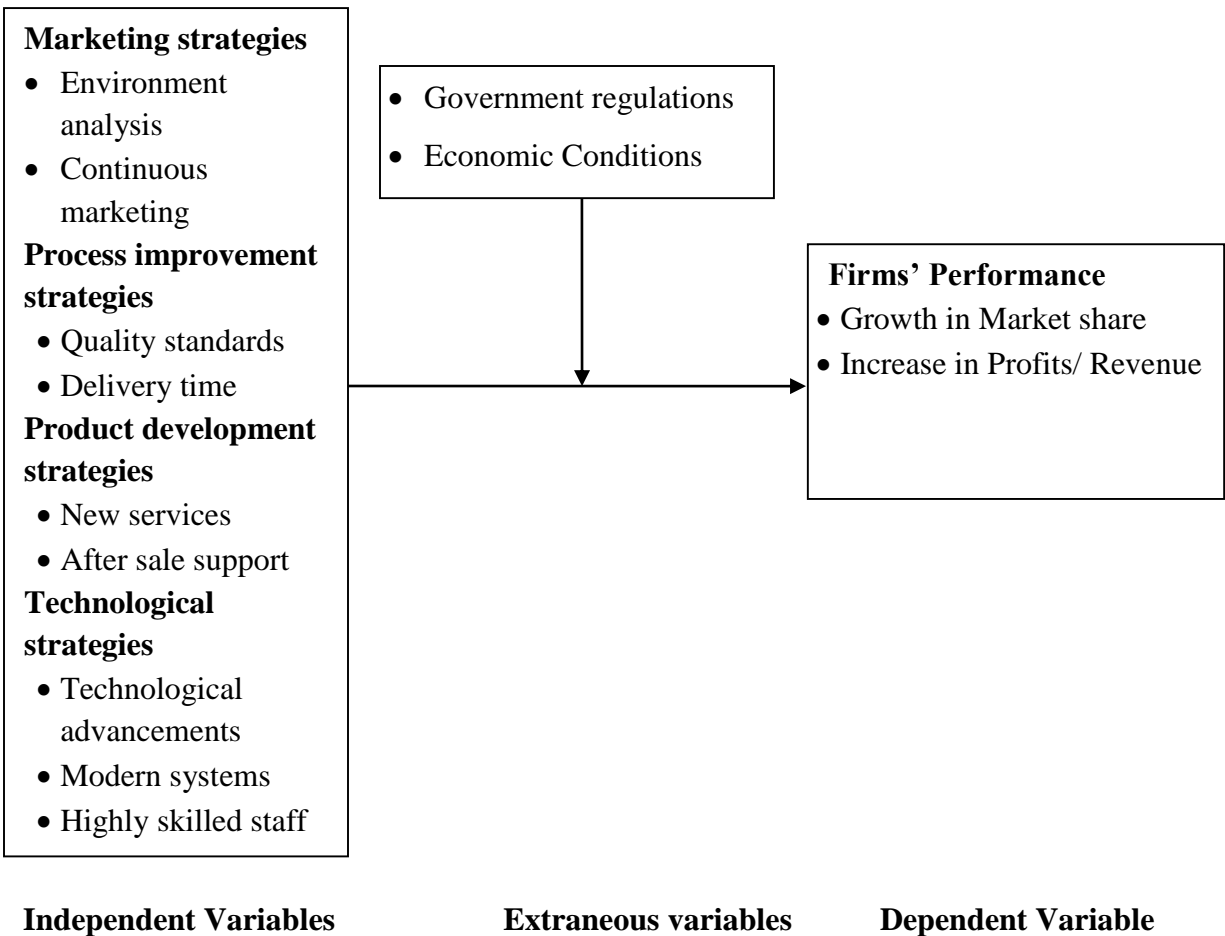 Marketing strategies
• Environment
analysis
• Continuous
marketing
Process improvement
strategies
• Quality standards
• Delivery time
Product development
strategies
• New services
• After sale support
Technological
strategies
• Technological
advancements
• Modern systems
• Highly skilled staff
• Government regulations
• Economic Conditions
Firms’ Performance
• Growth in Market share
• Increase in Profits/ Revenue
Independent Variables
Extraneous variables
Dependent Variable